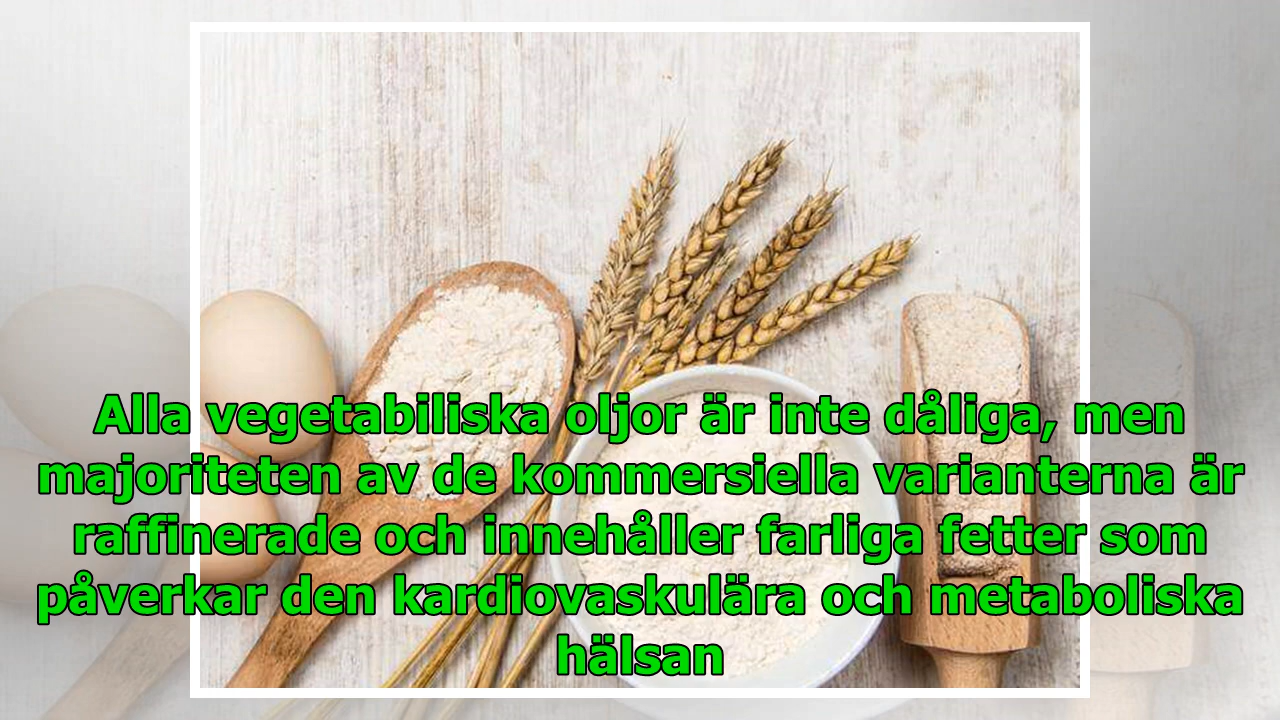 Alla vegetabiliska oljor är inte dåliga, men
majoriteten av de kommersiella varianterna är
raffinerade och innehåller farliga fetter som
påverkar den kardiovaskulära och metaboliska
hälsan